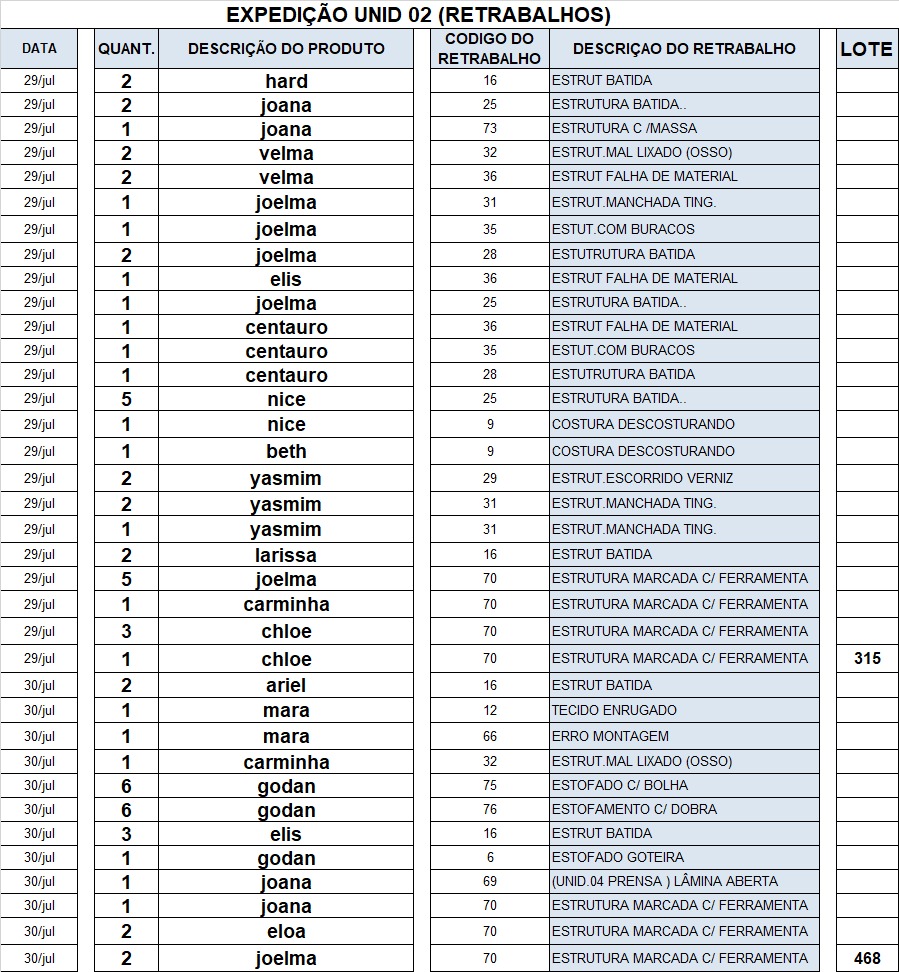 EXPEDIÇÃO UNID 02 (RETRABALHOS)
DATA QUANT. DESCRIÇÃO DO PRODUTO CODIGO DO RETRABALHO DESCRIÇAO DO RETRABALHO LOTE
29/jul 2 hard 16 ESTRUT BATIDA
29/jul 2 joana 25 ESTRUTURA BATIDA..
29/jul 1 joana 73 ESTRUTURA C /MASSA
29/jul 2 velma 32 ESTRUT.MAL LIXADO (OSSO)
29/jul 2 velma 36 ESTRUT FALHA DE MATERIAL
29/jul 1 joelma 31 ESTRUT.MANCHADA TING.
29/jul 1 joelma 35 ESTUT.COM BURACOS
29/jul 2 joelma 28 ESTUTRUTURA BATIDA
29/jul 1 elis 36 ESTRUT FALHA DE MATERIAL
29/jul 1 joelma 25 ESTRUTURA BATIDA..
29/jul 1 centauro 36 ESTRUT FALHA DE MATERIAL
29/jul 1 centauro 35 ESTUT.COM BURACOS
29/jul 1 centauro 28 ESTUTRUTURA BATIDA
29/jul 5 nice 25 ESTRUTURA BATIDA..
29/jul 1 nice 9 COSTURA DESCOSTURANDO
29/jul 1 beth 9 COSTURA DESCOSTURANDO
29/jul 2 yasmim 29 ESTRUT.ESCORRIDO VERNIZ
29/jul 2 yasmim 31 ESTRUT.MANCHADA TING.
29/jul 1 yasmim 31 ESTRUT.MANCHADA TING.
29/jul 2 larissa 16 ESTRUT BATIDA
29/jul 5 joelma 70 ESTRUTURA MARCADA C/ FERRAMENTA
29/jul 1 carminha 70 ESTRUTURA MARCADA C/ FERRAMENTA
29/jul 3 chloe 70 ESTRUTURA MARCADA C/ FERRAMENTA
29/jul 1 chloe 70 ESTRUTURA MARCADA C/ FERRAMENTA 315
30/jul 2 ariel 16 ESTRUT BATIDA
30/jul 1 mara 12 TECIDO ENRUGADO
30/jul 1 mara 66 ERRO MONTAGEM
30/jul 1 carminha 32 ESTRUT.MAL LIXADO (OSSO)
30/jul 6 godan 75 ESTOFADO C/ BOLHA
30/jul 6 godan 76 ESTOFAMENTO C/ DOBRA
30/jul 3 elis 16 ESTRUT BATIDA
30/jul 1 godan 6 ESTOFADO GOTEIRA
30/jul 1 joana 69 (UNID.04 PRENSA ) LÂMINA ABERTA
30/jul 1 joana 70 ESTRUTURA MARCADA C/ FERRAMENTA
30/jul 2 eloa 70 ESTRUTURA MARCADA C/ FERRAMENTA
30/jul 2 joelma 70 ESTRUTURA MARCADA C/ FERRAMENTA 468